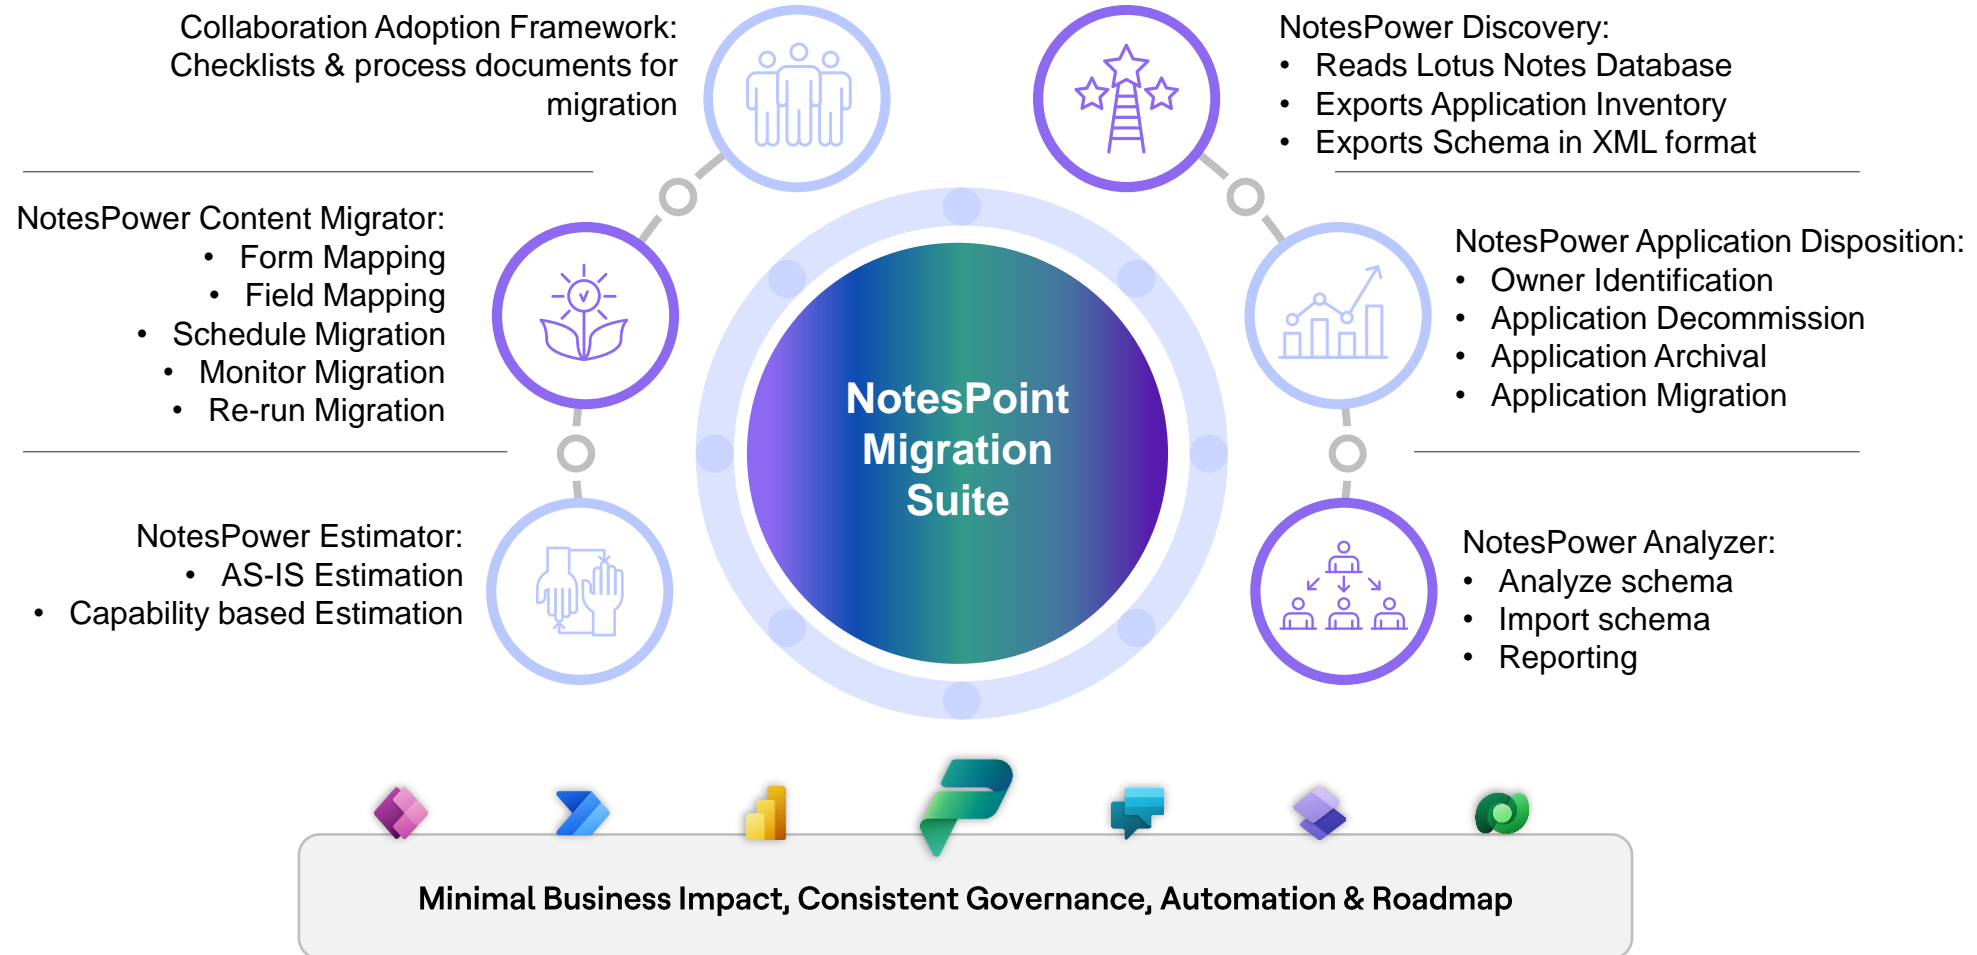 Collaboration Adoption Framework:
Checklists & process documents for
migration
NotesPower Content Migrator:
• Form Mapping
• Field Mapping
• Schedule Migration
• Monitor Migration
• Re-run Migration
NotesPower Estimator:
• AS-IS Estimation
• Capability based Estimation
NotesPoint
Migration
Suite
NotesPower Discovery:
• Reads Lotus Notes Database
• Exports Application Inventory
• Exports Schema in XML format
NotesPower Application Disposition:
• Owner Identification
• Application Decommission
• Application Archival
• Application Migration
NotesPower Analyzer:
• Analyze schema
• Import schema
• Reporting
Minimal Business Impact, Consistent Governance, Automation & Roadmap